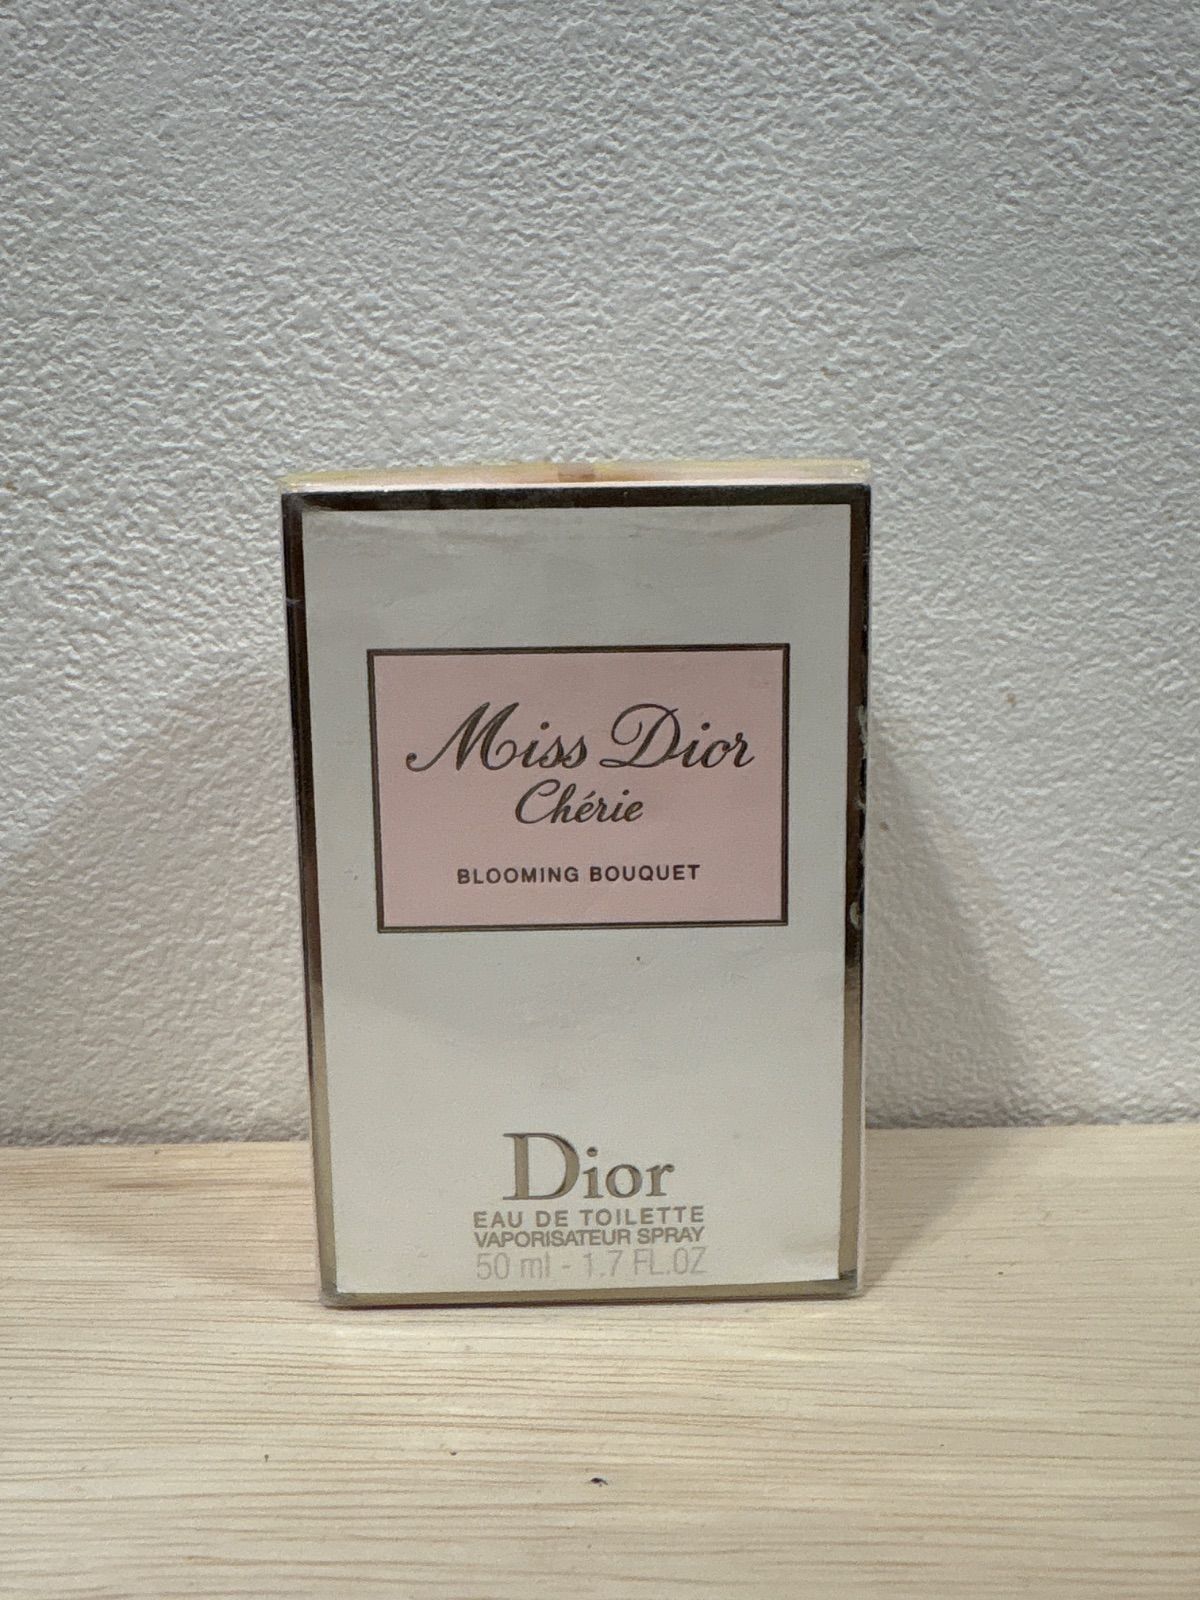 Miss Dior
Chérie
BLOOMING BOUQUET
Dior
EAU DE TOILETTE
VAPORISATEUR SPRAY
50 ml - 1.7 FL.OZ